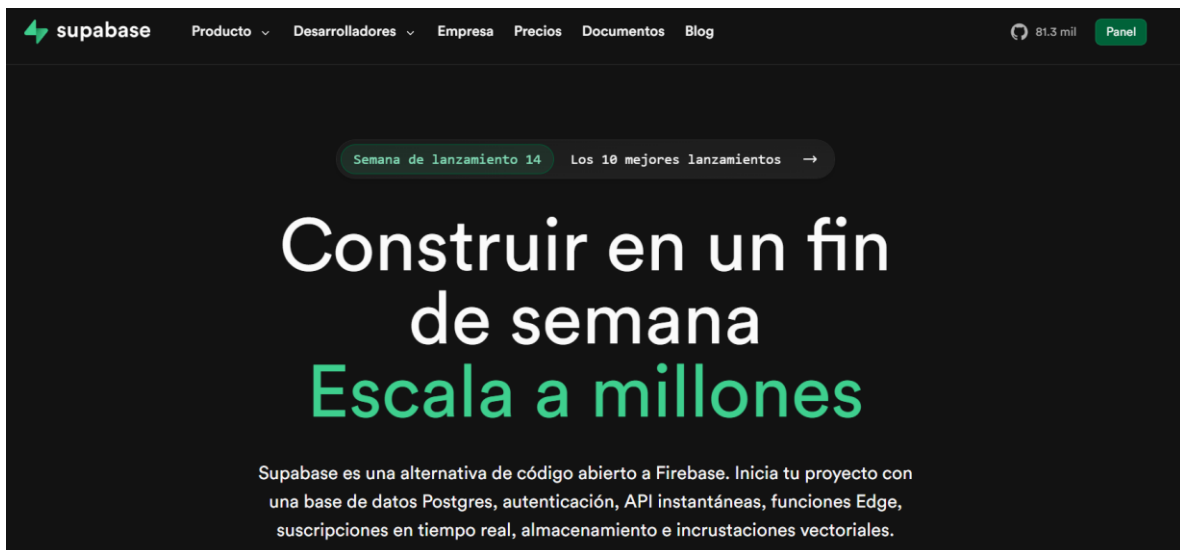 supabase Producto Desarrolladores Empresa Precios Documentos Blog 81.3 mil Panel
Semana de lanzamiento 14 Los 10 mejores lanzamientos →
Construir en un fin
de semana
Escala a millones
Supabase es una alternativa de código abierto a Firebase. Inicia tu proyecto con
una base de datos Postgres, autenticación, API instantáneas, funciones Edge,
suscripciones en tiempo real, almacenamiento e incrustaciones vectoriales.